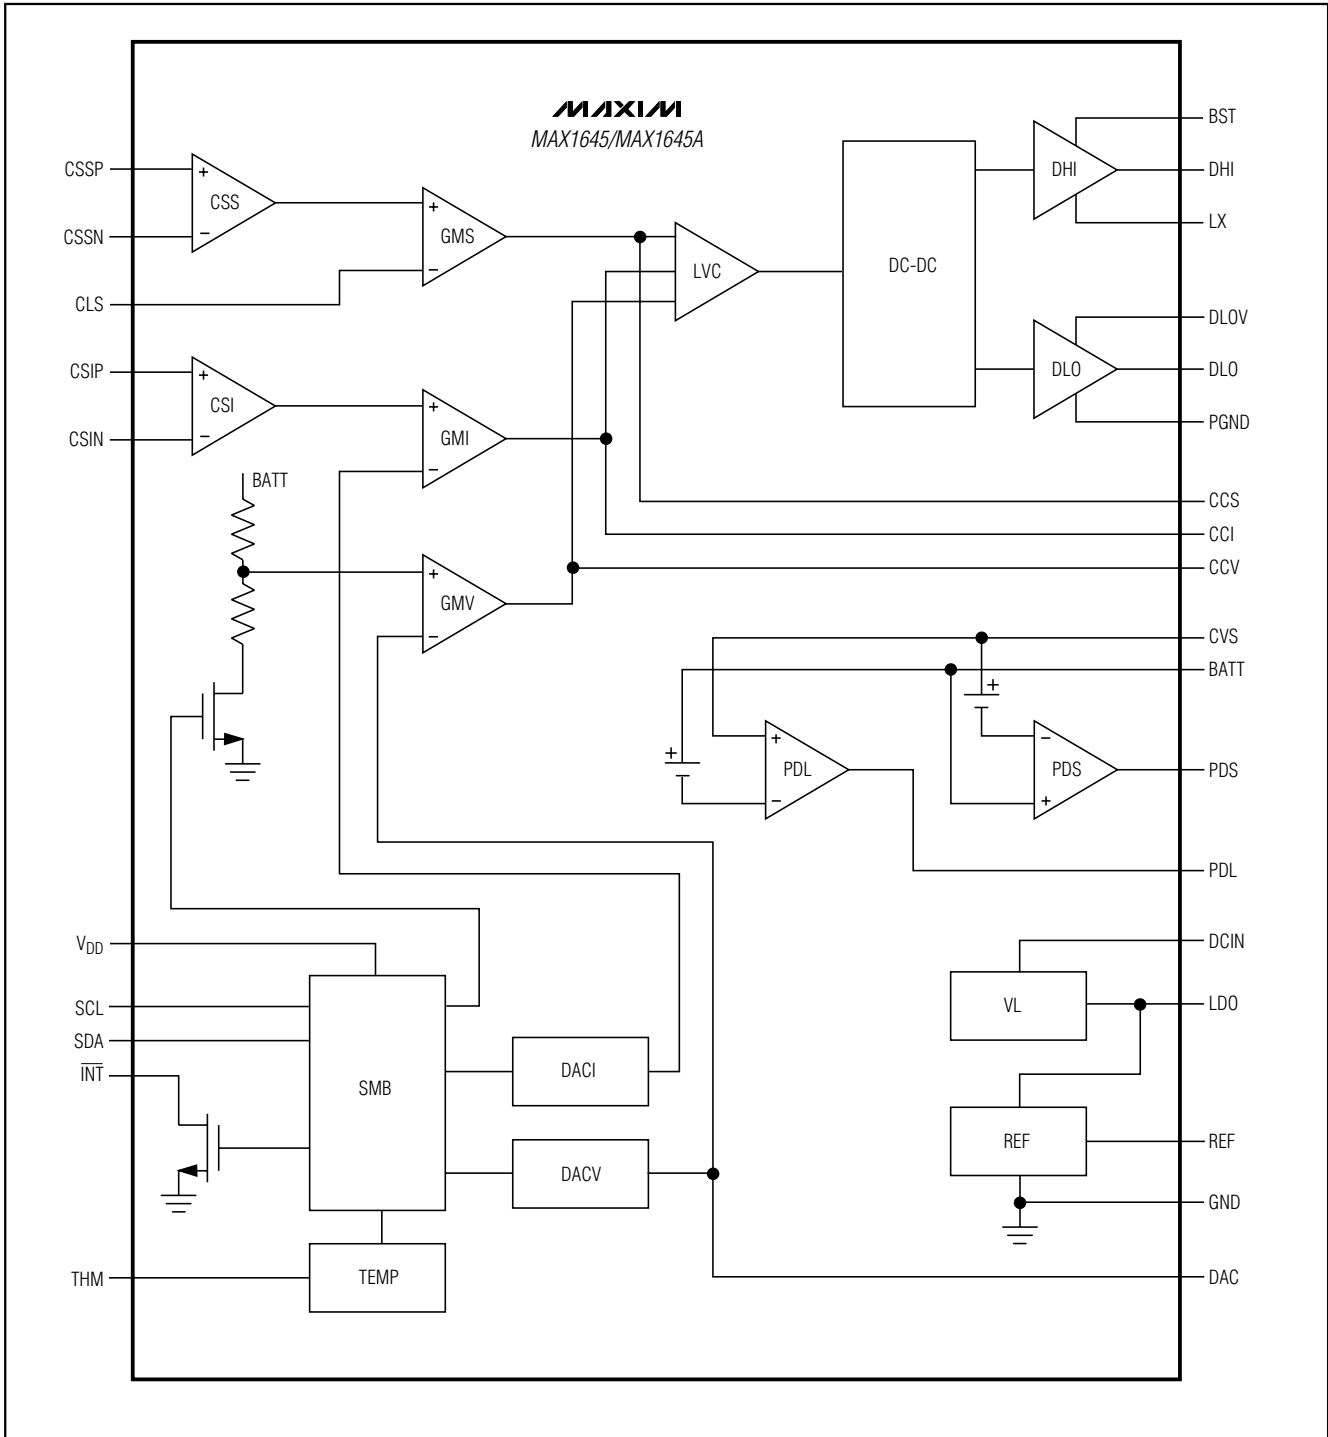 MAXIM
MAX1645/MAX1645A
CSSP
CSSN
CLS
CSIP
CSIN
+
−
CSS
+
−
GMS
LVC
DC-DC
DHI
BST
DHI
LX
DLO
DLOV
DLO
PGND
+
−
CSI
+
−
GMI
BATT
+
−
GMV
CCS
CCI
CCV
CVS
BATT
+
+
−
PDL
+
−
+
PDS
PDS
PDL
VDD
SCL
SDA
INT
THM
SMB
TEMP
DACI
DACV
VL
REF
DCIN
LDO
REF
GND
DAC